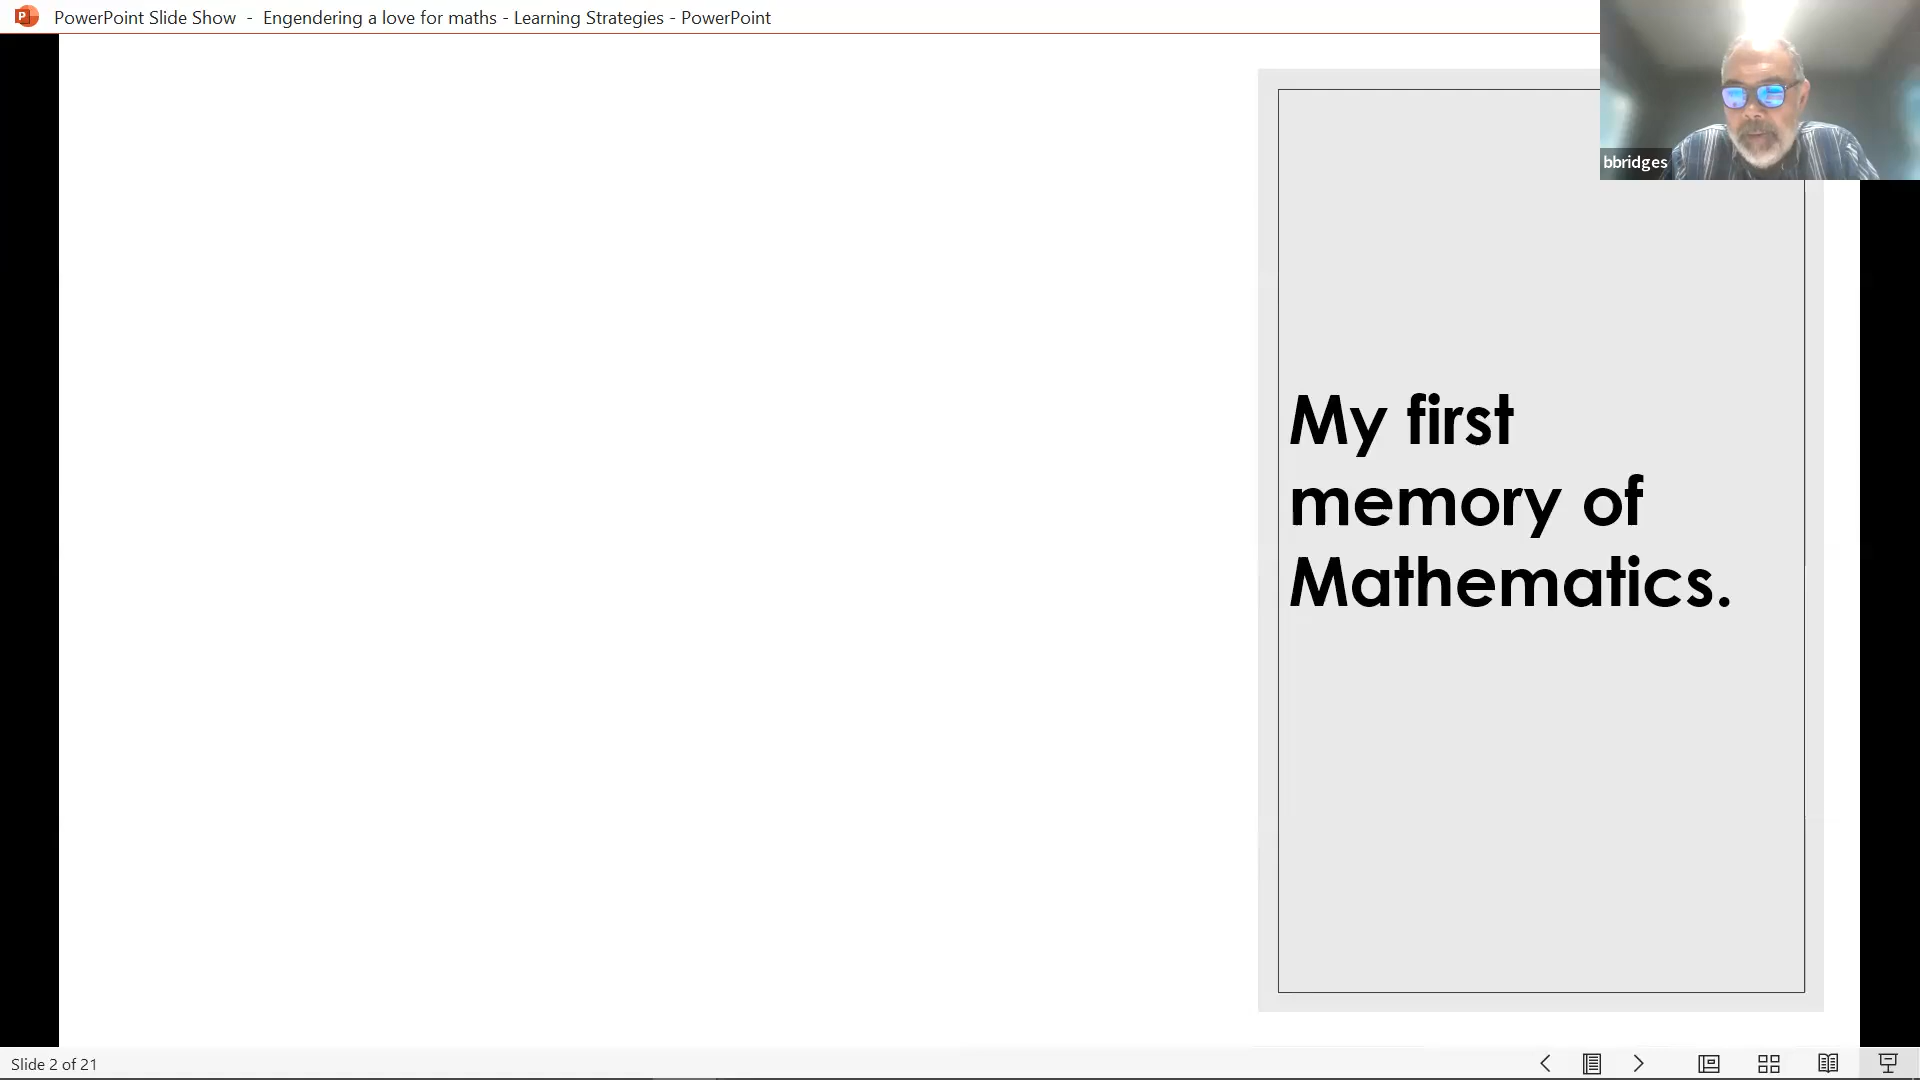 PowerPoint Slide Show - Engendering a love for maths - Learning Strategies - PowerPoint
bbridges
My first
memory of
Mathematics.
Slide 2 of 21